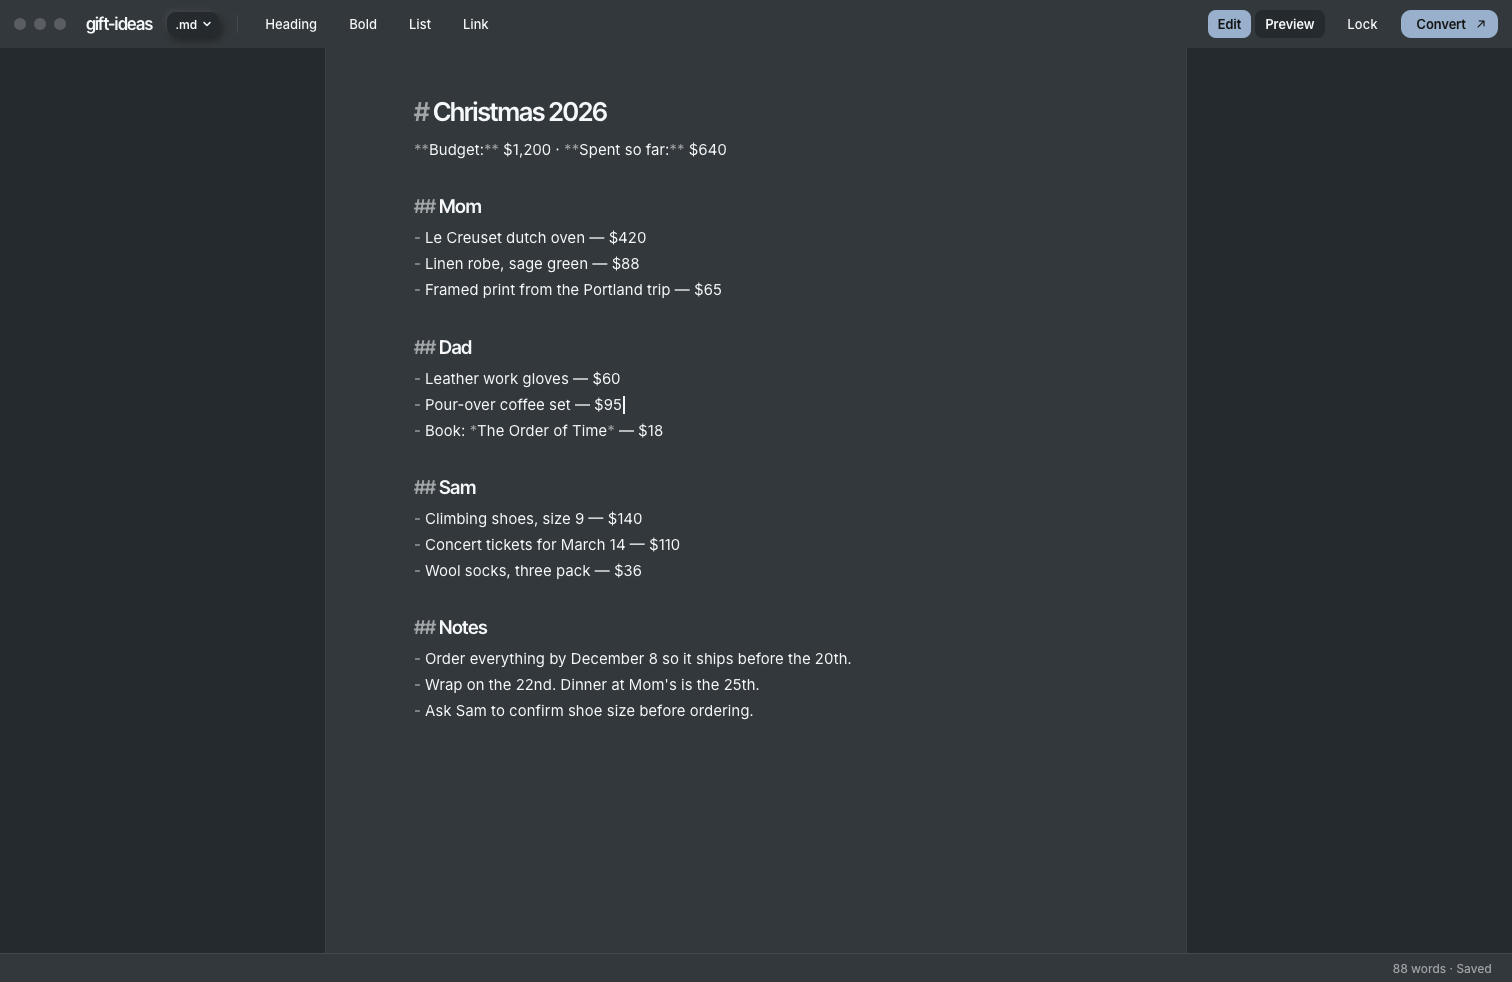 gift-ideas .md Heading Bold List Link Edit Preview Lock Convert
# Christmas 2026
**Budget:** $1,200 · **Spent so far:** $640
## Mom
- Le Creuset dutch oven — $420
- Linen robe, sage green — $88
- Framed print from the Portland trip — $65
## Dad
- Leather work gloves — $60
- Pour-over coffee set — $95
- Book: *The Order of Time* — $18
## Sam
- Climbing shoes, size 9 — $140
- Concert tickets for March 14 — $110
- Wool socks, three pack — $36
## Notes
- Order everything by December 8 so it ships before the 20th.
- Wrap on the 22nd. Dinner at Mom's is the 25th.
- Ask Sam to confirm shoe size before ordering.
88 words · Saved